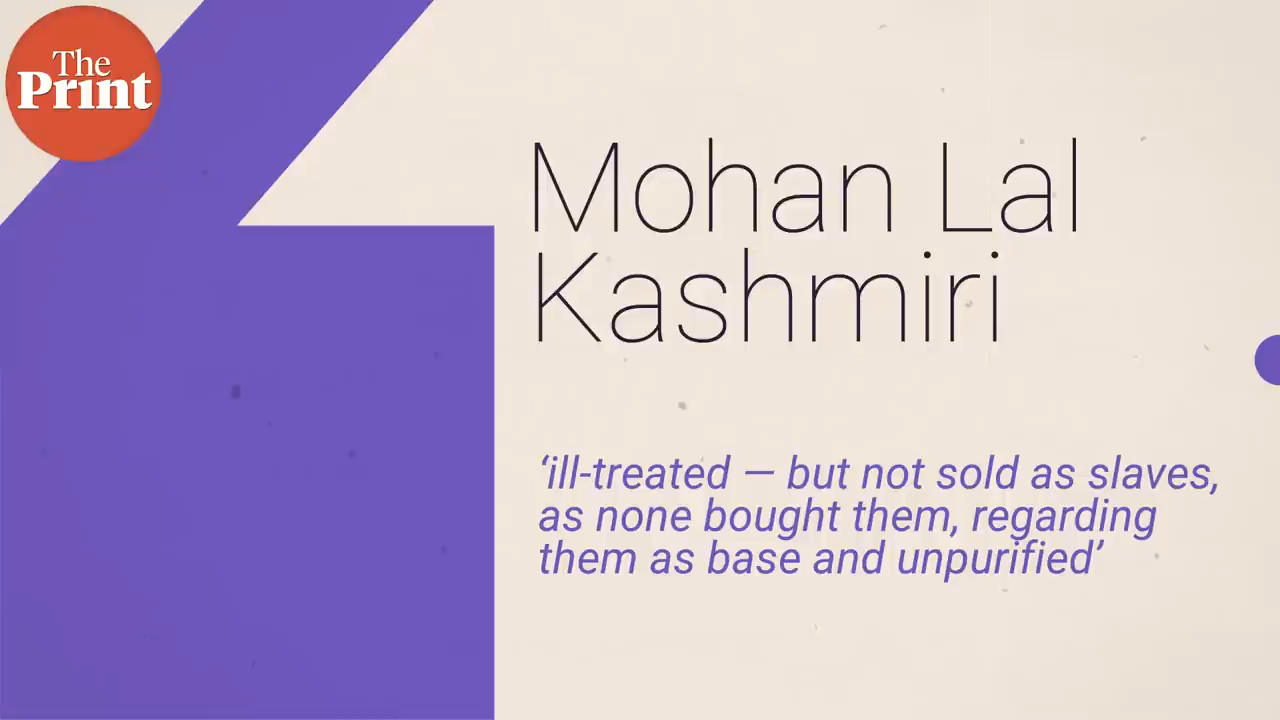 The
Print
Mohan Lal
Kashmiri
‘ill-treated — but not sold as slaves,
as none bought them, regarding
them as base and unpurified’